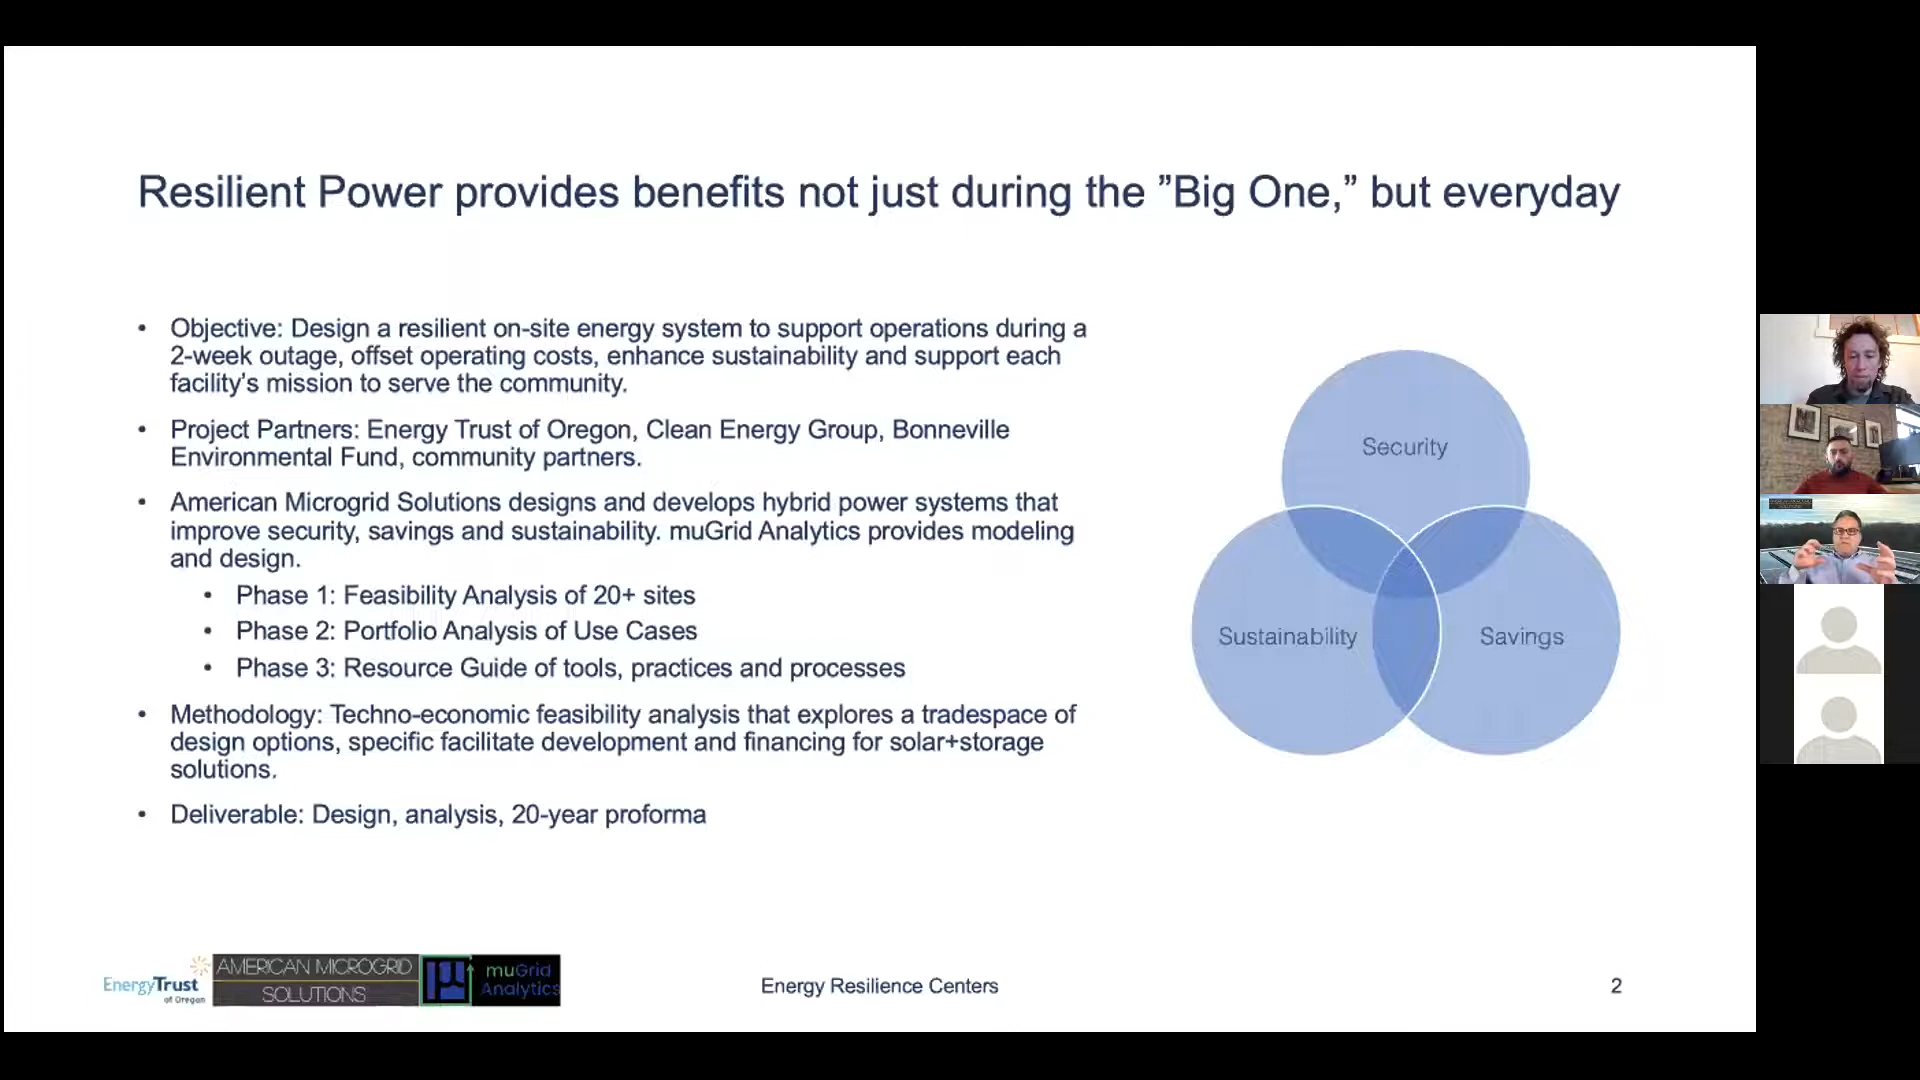 Resilient Power provides benefits not just during the ”Big One,” but everyday
• Objective: Design a resilient on-site energy system to support operations during a
2-week outage, offset operating costs, enhance sustainability and support each
facility’s mission to serve the community.
• Project Partners: Energy Trust of Oregon, Clean Energy Group, Bonneville
Environmental Fund, community partners.
• American Microgrid Solutions designs and develops hybrid power systems that
improve security, savings and sustainability. muGrid Analytics provides modeling
and design.
• Phase 1: Feasibility Analysis of 20+ sites
• Phase 2: Portfolio Analysis of Use Cases
• Phase 3: Resource Guide of tools, practices and processes
• Methodology: Techno-economic feasibility analysis that explores a tradespace of
design options, specific facilitate development and financing for solar+storage
solutions.
• Deliverable: Design, analysis, 20-year proforma
Security
Sustainability
Savings
EnergyTrust
of Oregon
AMERICAN MICROGRID
SOLUTIONS
muGrid
Analytics
Energy Resilience Centers
2